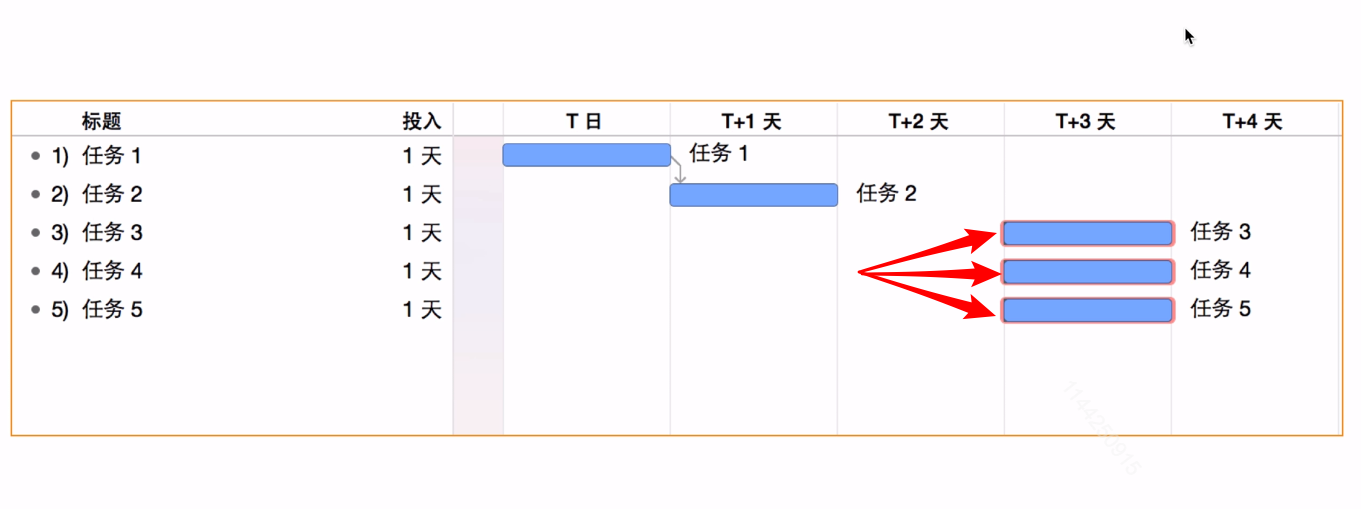 标题 投入 T 日 T+1 天 T+2 天 T+3 天 T+4 天
1) 任务 1 1 天 任务 1
2) 任务 2 1 天 任务 2
3) 任务 3 1 天 任务 3
4) 任务 4 1 天 任务 4
5) 任务 5 1 天 任务 5